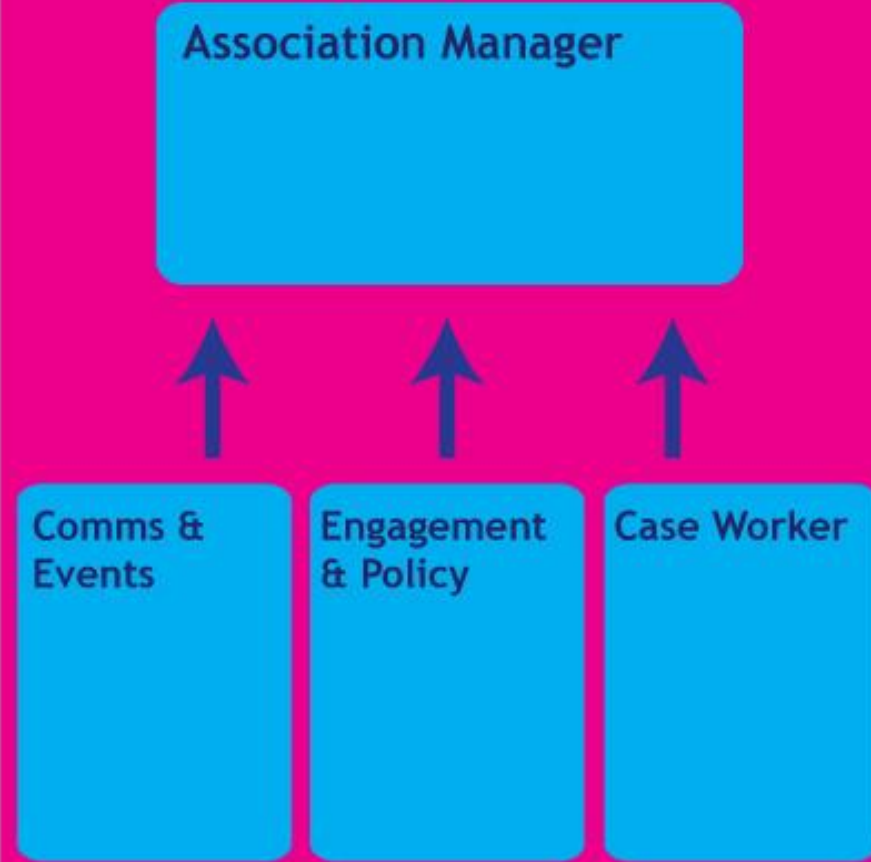 Association Manager
Comms &
Events
Engagement
& Policy
Case Worker